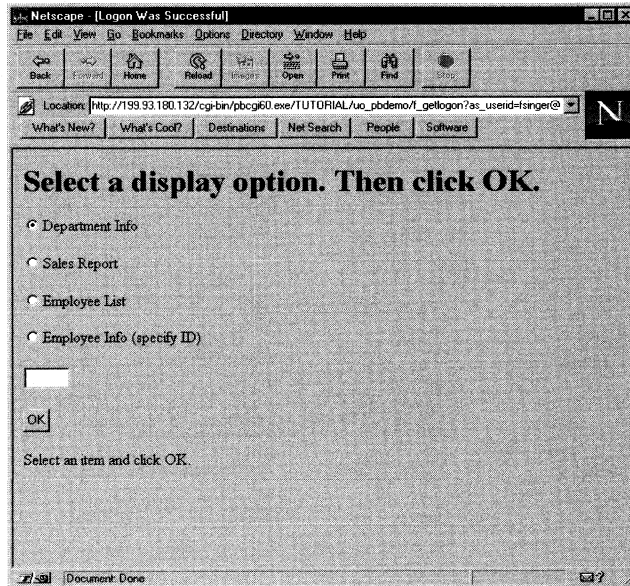 Netscape - [Logon Was Successful]
File Edit View Go Bookmarks Options Directory Window Help
Back Forward Home Reload Images Open Print Find Stop
Location: http://199.93.180.132/cgi-bin/pbcgi60.exe/TUTORIAL/uo_pbdemo/f_getlogon?as_userid=fsinger@
N
What's New? What's Cool? Destinations Net Search People Software
Select a display option. Then click OK.
Department Info
Sales Report
Employee List
Employee Info (specify ID)
OK
Select an item and click OK.
Document: Done
?